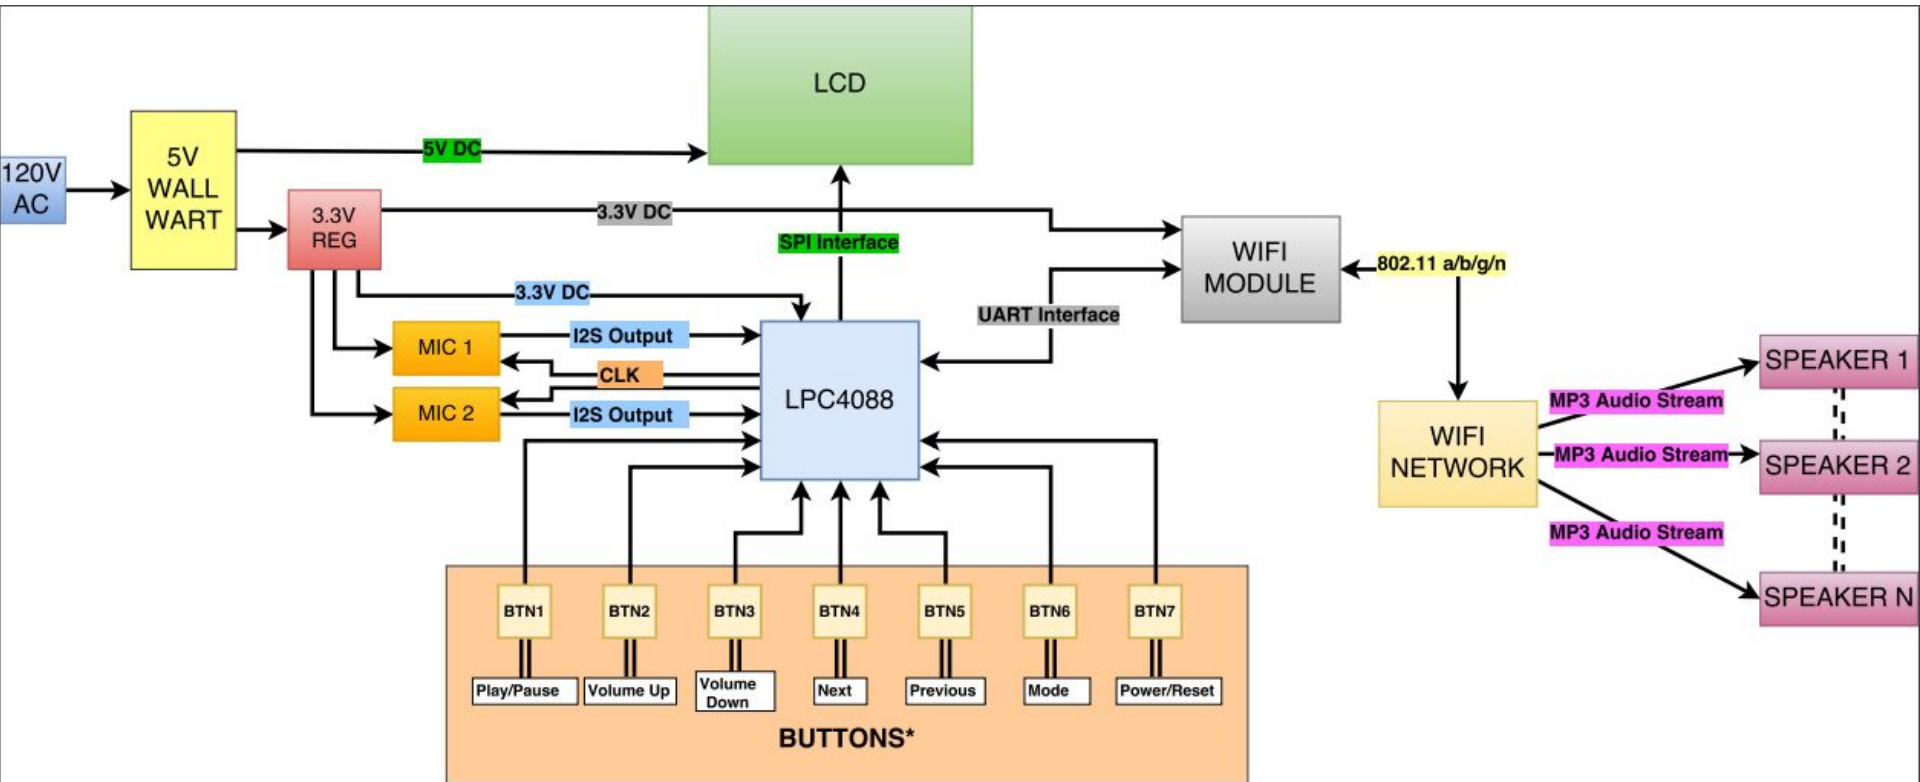 LCD
120V
AC
5V
WALL
WART
5V DC
3.3V
REG
3.3V DC
SPI Interface
WIFI
MODULE
802.11 a/b/g/n
3.3V DC
UART Interface
MIC 1
I2S Output
CLK
MIC 2
I2S Output
LPC4088
SPEAKER 1
MP3 Audio Stream
WIFI
NETWORK
MP3 Audio Stream
SPEAKER 2
MP3 Audio Stream
SPEAKER N
BTN1
BTN2
BTN3
BTN4
BTN5
BTN6
BTN7
Play/Pause
Volume Up
Volume
Down
Next
Previous
Mode
Power/Reset
BUTTONS*